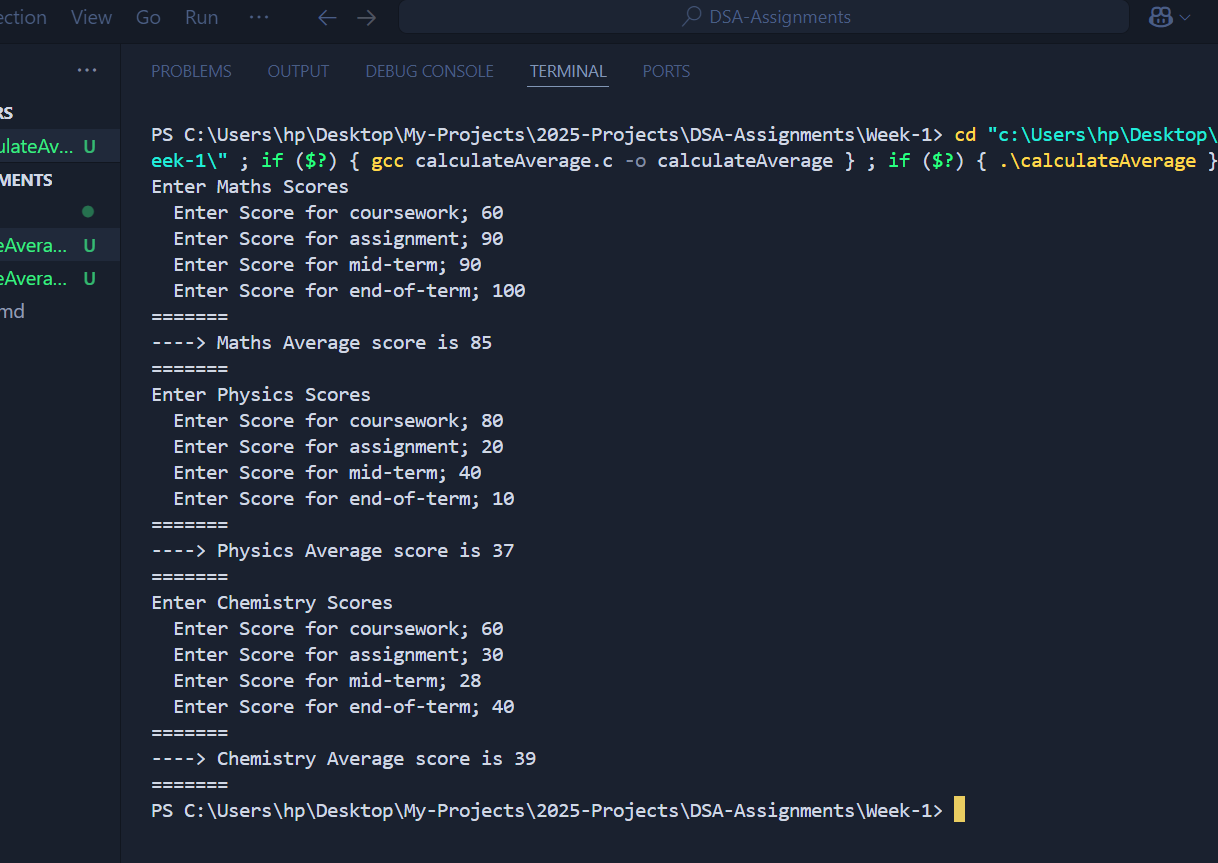 ection View Go Run ··· ← → DSA-Assignments
··· PROBLEMS OUTPUT DEBUG CONSOLE TERMINAL PORTS
RS
ulateAv... U
MENTS
eAvera... U
eAvera... U
md
PS C:\Users\hp\Desktop\My-Projects\2025-Projects\DSA-Assignments\Week-1> cd "c:\Users\hp\Desktop\
eek-1\" ; if ($?) { gcc calculateAverage.c -o calculateAverage } ; if ($?) { .\calculateAverage }
Enter Maths Scores
  Enter Score for coursework; 60
  Enter Score for assignment; 90
  Enter Score for mid-term; 90
  Enter Score for end-of-term; 100
=======
----> Maths Average score is 85
=======
Enter Physics Scores
  Enter Score for coursework; 80
  Enter Score for assignment; 20
  Enter Score for mid-term; 40
  Enter Score for end-of-term; 10
=======
----> Physics Average score is 37
=======
Enter Chemistry Scores
  Enter Score for coursework; 60
  Enter Score for assignment; 30
  Enter Score for mid-term; 28
  Enter Score for end-of-term; 40
=======
----> Chemistry Average score is 39
=======
PS C:\Users\hp\Desktop\My-Projects\2025-Projects\DSA-Assignments\Week-1>